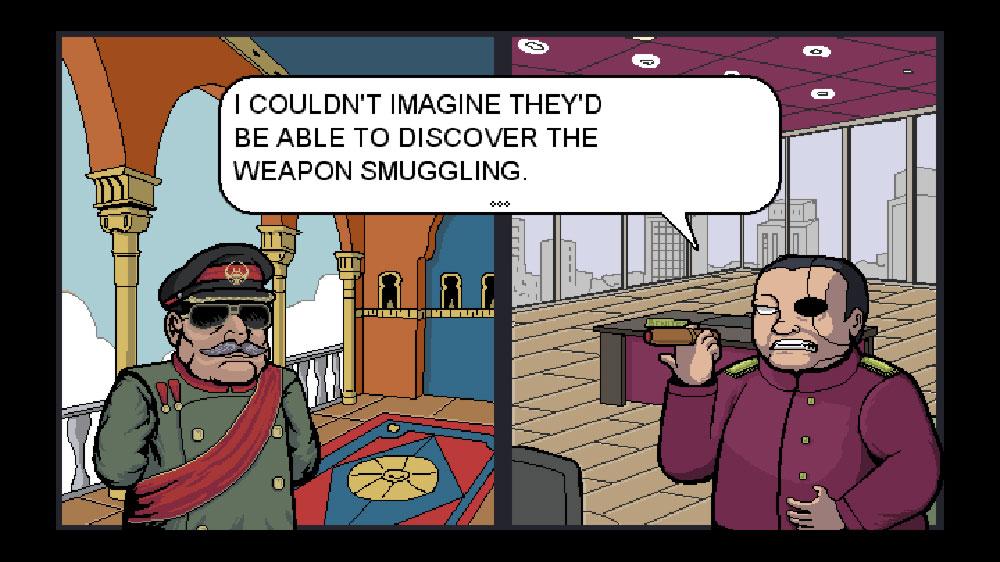 I COULDN'T IMAGINE THEY'D
BE ABLE TO DISCOVER THE
WEAPON SMUGGLING.